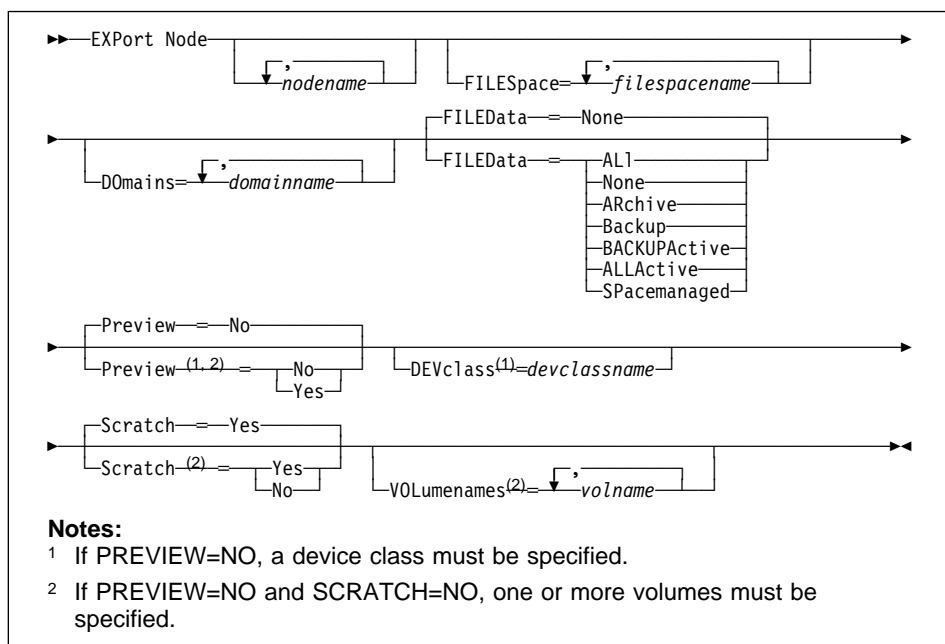 EXPort Node
,
nodename
FILESpace=
,
filespacename
DOmains=
,
domainname
FILEData = None
FILEData =
ALl
None
ARchive
Backup
BACKUPActive
ALLActive
SPacemanaged
Preview = No
Preview (1, 2) =
No
Yes
DEVclass(1)=devclassname
Scratch = Yes
Scratch (2) =
Yes
No
VOLumenames(2)=
,
volname
Notes:
1 If PREVIEW=NO, a device class must be specified.
2 If PREVIEW=NO and SCRATCH=NO, one or more volumes must be
specified.